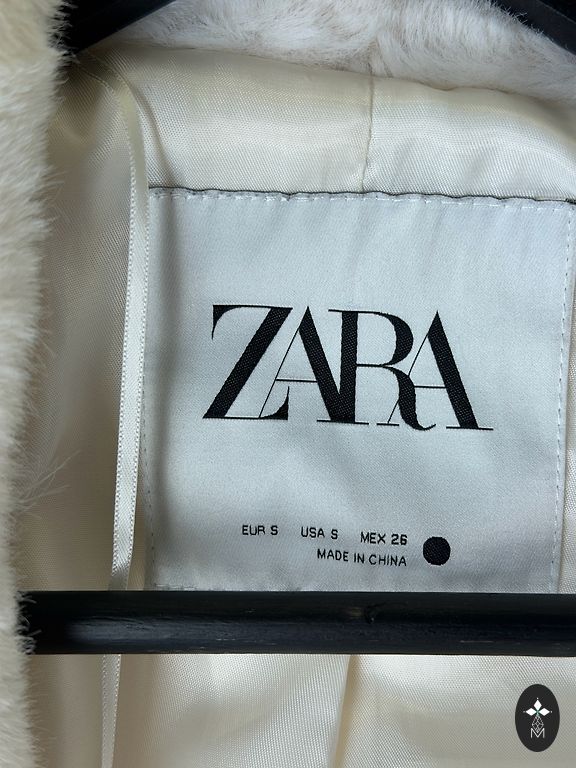 ZARA
EUR S USA S MEX 26
MADE IN CHINA
M